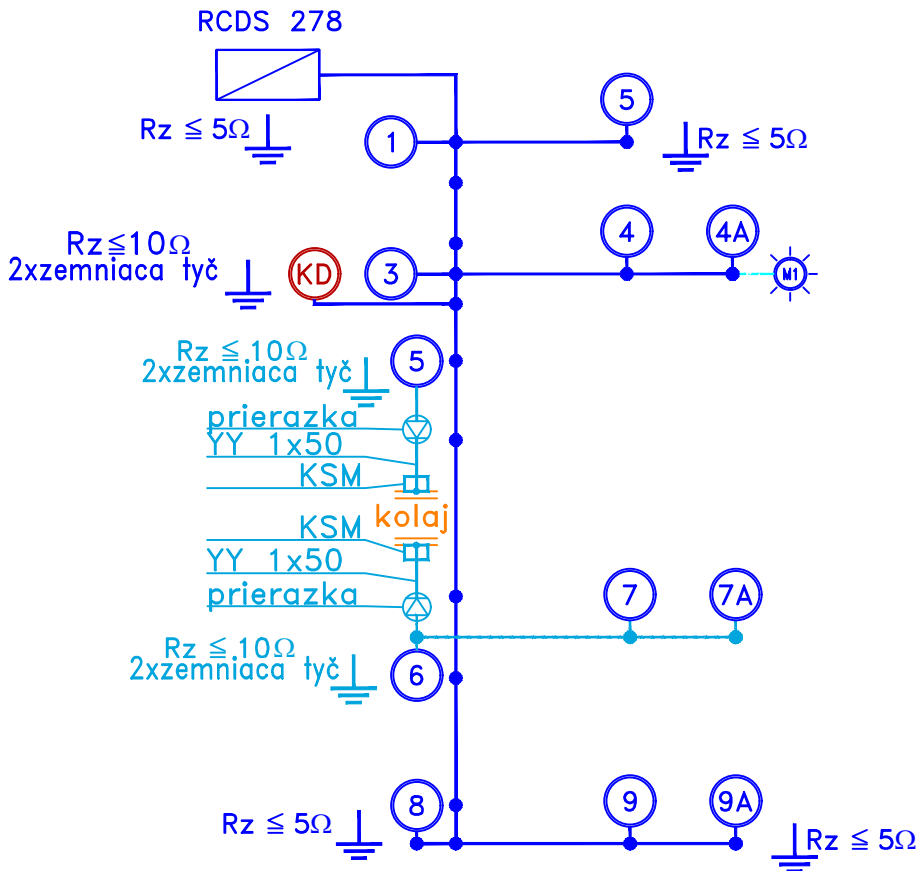 RCDS 278
5
Rz ≦ 5Ω
1
Rz ≦ 5Ω
Rz≦10Ω
2xzemniaca tyč
KD
3
4
4A
M1
Rz ≦ 10Ω
2xzemniaca tyč
5
prierazka
YY 1x50
KSM
kolaj
KSM
YY 1x50
prierazka
7
7A
Rz ≦ 10Ω
2xzemniaca tyč
6
8
9
9A
Rz ≦ 5Ω
Rz ≦ 5Ω